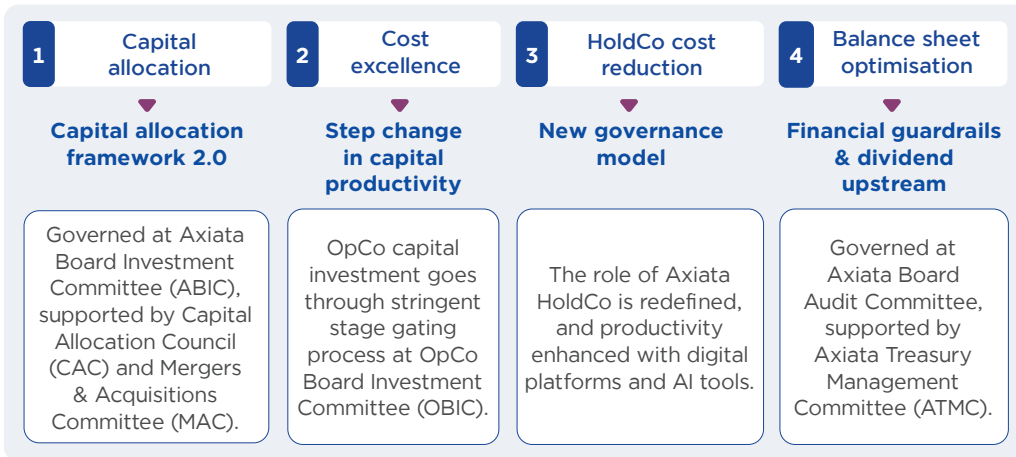 1
Capital
allocation
Capital allocation
framework 2.0
Governed at Axiata
Board Investment
Committee (ABIC),
supported by Capital
Allocation Council
(CAC) and Mergers
& Acquisitions
Committee (MAC).
2
Cost
excellence
Step change
in capital
productivity
OpCo capital
investment goes
through stringent
stage gating
process at OpCo
Board Investment
Committee (OBIC).
3
HoldCo cost
reduction
New governance
model
The role of Axiata
HoldCo is redefined,
and productivity
enhanced with digital
platforms and AI tools.
4
Balance sheet
optimisation
Financial guardrails
& dividend
upstream
Governed at
Axiata Board
Audit Committee,
supported by
Axiata Treasury
Management
Committee (ATMC).